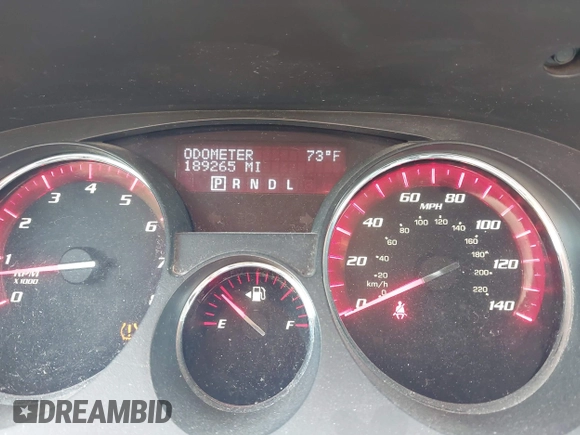 ODOMETER 73°F
189265 MI
P R N D L
0 1 2 3 4 5 6 7 8
RPM
X1000
E F
0 20 40 60 80 100 120 140
MPH
0 20 40 60 80 100 120 140 160 180 200 220
km/h
DREAMBID